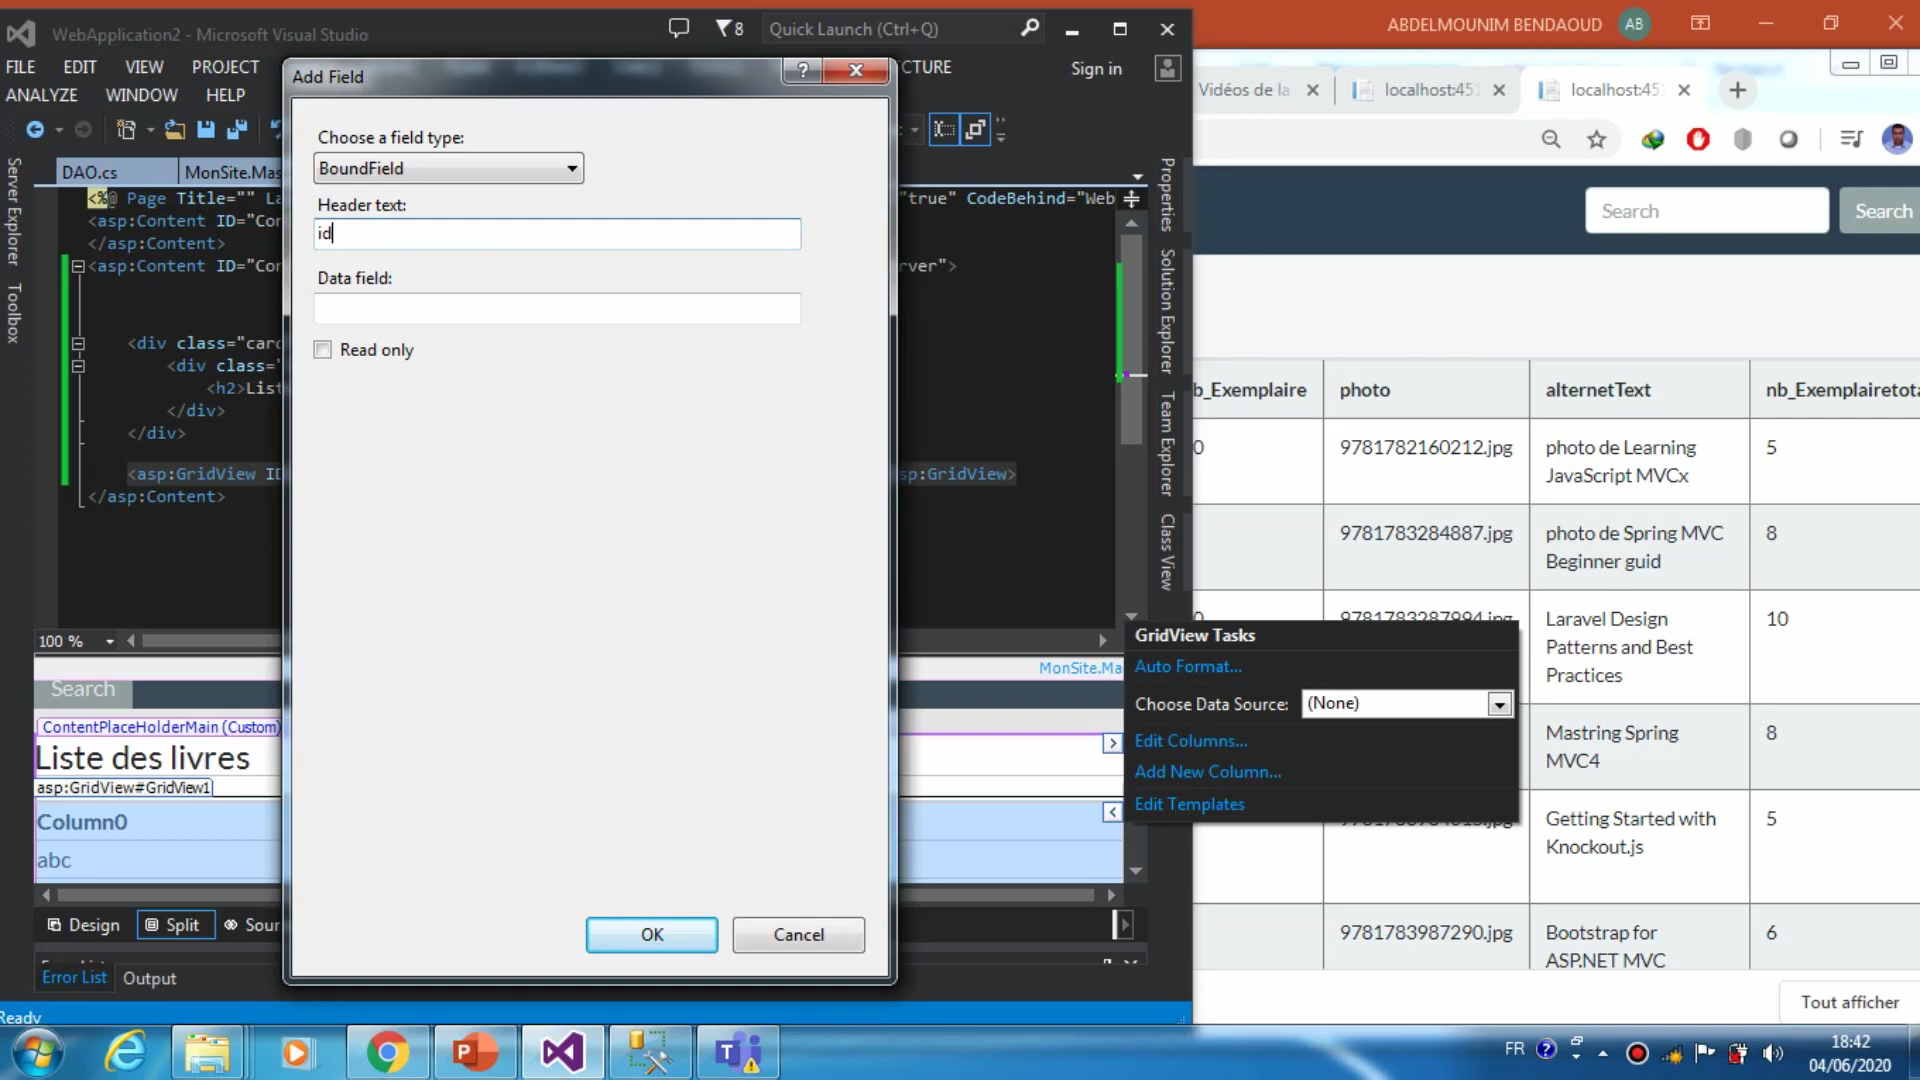 ABDELMOUNIM BENDAOUD AB
WebApplication2 - Microsoft Visual Studio
8
Quick Launch (Ctrl+Q)
FILE EDIT VIEW PROJECT
CTURE
Sign in
ANALYZE WINDOW HELP
Add Field
?
Choose a field type:
BoundField
Header text:
id
Data field:
Read only
OK
Cancel
DAO.cs
MonSite.Mas
<%@ Page Title="" La
"true" CodeBehind="Web
<asp:Content ID="Con
</asp:Content>
<asp:Content ID="Con
rver">
<div class="card
<div class="
<h2>List
</div>
</div>
<asp:GridView ID
sp:GridView>
</asp:Content>
Server Explorer
Toolbox
Properties
Solution Explorer
Team Explorer
Class View
100 %
MonSite.Ma
Search
ContentPlaceHolderMain (Custom)
Liste des livres
asp:GridView#GridView1
Column0
abc
Design
Split
Sour
Error List
Output
Ready
GridView Tasks
Auto Format...
Choose Data Source:
(None)
Edit Columns...
Add New Column...
Edit Templates
Vidéos de la
localhost:451
localhost:45
Search
Search
b_Exemplaire
photo
alternetText
nb_Exemplairetota
0
9781782160212.jpg
photo de Learning
JavaScript MVCx
5
9781783284887.jpg
photo de Spring MVC
Beginner guid
8
9781783287994.jpg
Laravel Design
Patterns and Best
Practices
10
Mastring Spring
MVC4
8
Getting Started with
Knockout.js
5
9781783987290.jpg
Bootstrap for
ASP.NET MVC
6
Tout afficher
FR
18:42
04/06/2020